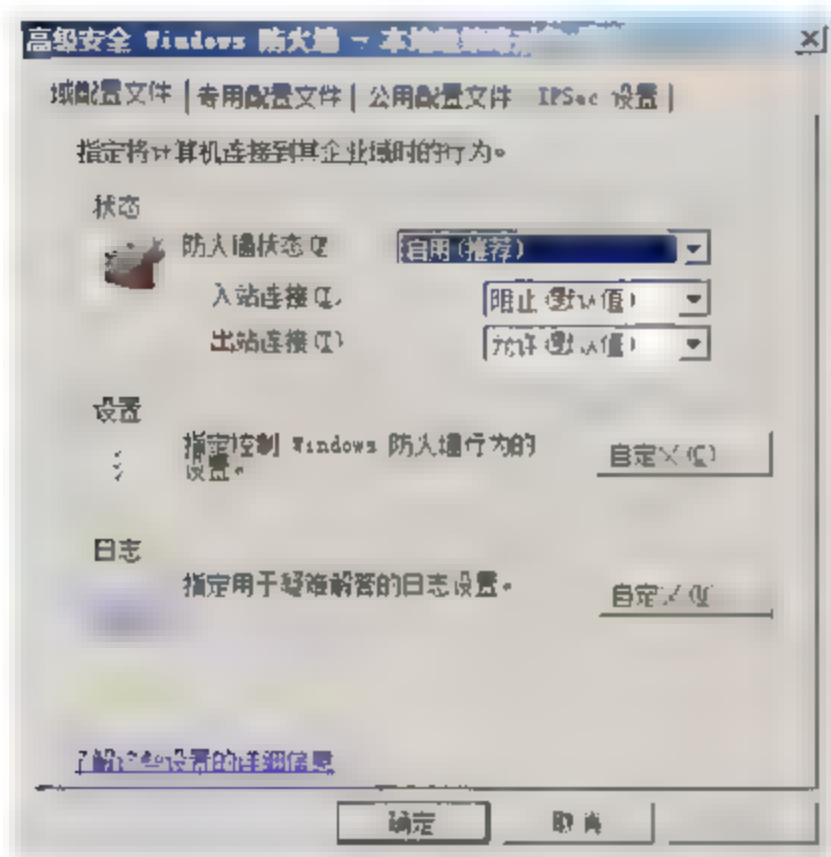 高级安全 Windows 防火墙 - 本地
域配置文件 专用配置文件 公用配置文件 IPSec 设置
指定将计算机连接到其企业域时的行为。
状态
防火墙状态(F) 启用(推荐)
入站连接(I) 阻止(默认值)
出站连接(T) 允许(默认值)
设置
指定控制 Windows 防火墙行为的
设置。
自定义(C)
日志
指定用于疑难解答的日志设置。
自定义
了解这些设置的详细信息
确定 取消